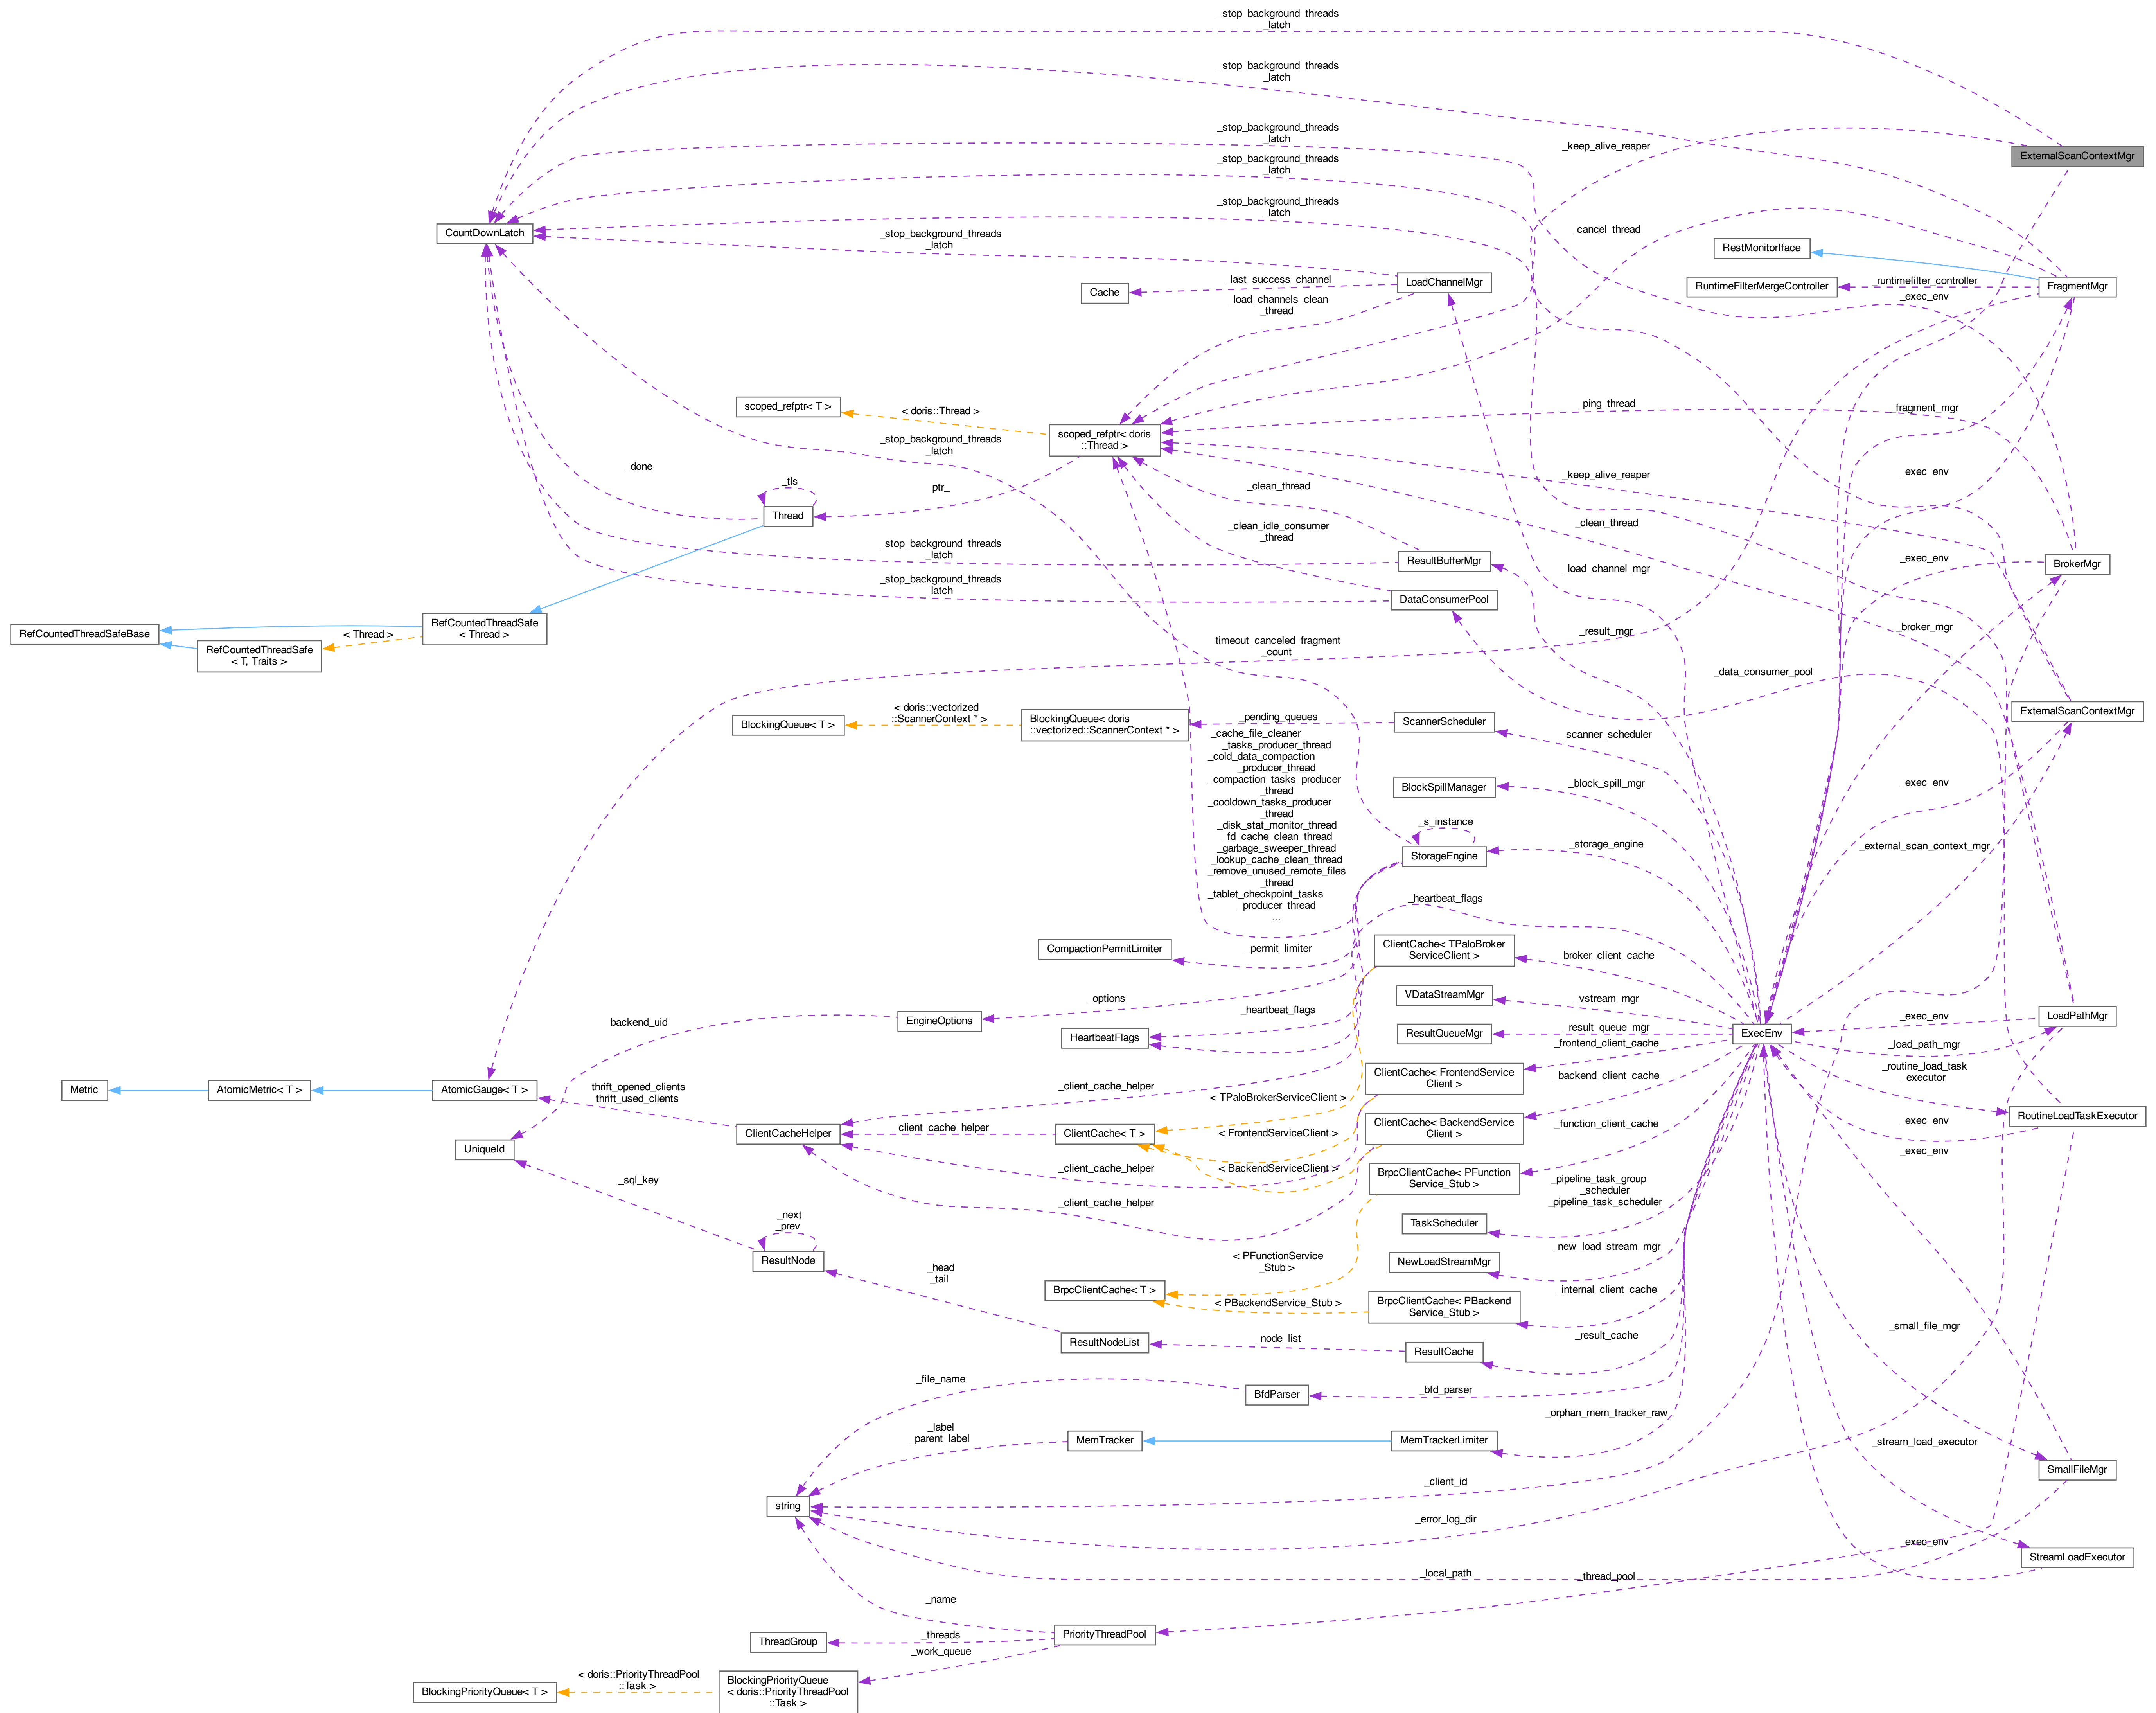 _stop_background_threads
_latch
_stop_background_threads
_latch
_stop_background_threads
_latch
_keep_alive_reaper
ExternalScanContextMgr
_stop_background_threads
_latch
_stop_background_threads
_latch
_cancel_thread
CountDownLatch
_stop_background_threads
_latch
RestMonitorIface
_last_success_channel
LoadChannelMgr
_runtimefilter_controller
Cache
RuntimeFilterMergeController
FragmentMgr
_load_channels_clean
_thread
_exec_env
scoped_refptr< T >
< doris::Thread >
_ping_thread
_fragment_mgr
scoped_refptr< doris
::Thread >
_stop_background_threads
_latch
_done
_tls
ptr_
_clean_thread
_keep_alive_reaper
_exec_env
Thread
_clean_idle_consumer
_thread
_clean_thread
_stop_background_threads
_latch
ResultBufferMgr
_load_channel_mgr
_exec_env
BrokerMgr
_stop_background_threads
_latch
DataConsumerPool
RefCountedThreadSafeBase
< Thread >
RefCountedThreadSafe
< Thread >
RefCountedThreadSafe
< T, Traits >
timeout_canceled_fragment
_count
_result_mgr
_broker_mgr
_data_consumer_pool
BlockingQueue< T >
< doris::vectorized
::ScannerContext * >
BlockingQueue< doris
::vectorized::ScannerContext * >
_pending_queues
ScannerScheduler
_scanner_scheduler
ExternalScanContextMgr
_cache_file_cleaner
_tasks_producer_thread
_cold_data_compaction
_producer_thread
_compaction_tasks_producer
_thread
_cooldown_tasks_producer
_thread
_disk_stat_monitor_thread
_fd_cache_clean_thread
_garbage_sweeper_thread
_lookup_cache_clean_thread
_remove_unused_remote_files
_thread
_tablet_checkpoint_tasks
_producer_thread
...
BlockSpillManager
_block_spill_mgr
_exec_env
_s_instance
StorageEngine
_storage_engine
_external_scan_context_mgr
_heartbeat_flags
CompactionPermitLimiter
_permit_limiter
ClientCache< TPaloBroker
ServiceClient >
_broker_client_cache
_options
VDataStreamMgr
_vstream_mgr
backend_uid
EngineOptions
_heartbeat_flags
HeartbeatFlags
ResultQueueMgr
_result_queue_mgr
ExecEnv
_exec_env
LoadPathMgr
_frontend_client_cache
_load_path_mgr
Metric
AtomicMetric< T >
AtomicGauge< T >
thrift_opened_clients
thrift_used_clients
_client_cache_helper
ClientCache< FrontendService
Client >
_backend_client_cache
_routine_load_task
_executor
< TPaloBrokerServiceClient >
RoutineLoadTaskExecutor
UniqueId
ClientCacheHelper
_client_cache_helper
ClientCache< T >
< FrontendServiceClient >
ClientCache< BackendService
Client >
_function_client_cache
_exec_env
_exec_env
_client_cache_helper
< BackendServiceClient >
_sql_key
BrpcClientCache< PFunction
Service_Stub >
_pipeline_task_group
_scheduler
_pipeline_task_scheduler
_client_cache_helper
_next
_prev
TaskScheduler
ResultNode
< PFunctionService
_Stub >
NewLoadStreamMgr
_new_load_stream_mgr
_head
_tail
BrpcClientCache< T >
< PBackendService_Stub >
BrpcClientCache< PBackend
Service_Stub >
_internal_client_cache
_small_file_mgr
ResultNodeList
_node_list
ResultCache
_result_cache
_file_name
BfdParser
_bfd_parser
_label
_parent_label
MemTracker
MemTrackerLimiter
_orphan_mem_tracker_raw
_stream_load_executor
SmallFileMgr
string
_client_id
_error_log_dir
_exec_env
StreamLoadExecutor
_local_path
_thread_pool
_name
ThreadGroup
_threads
PriorityThreadPool
_work_queue
BlockingPriorityQueue< T >
< doris::PriorityThreadPool
::Task >
BlockingPriorityQueue
< doris::PriorityThreadPool
::Task >